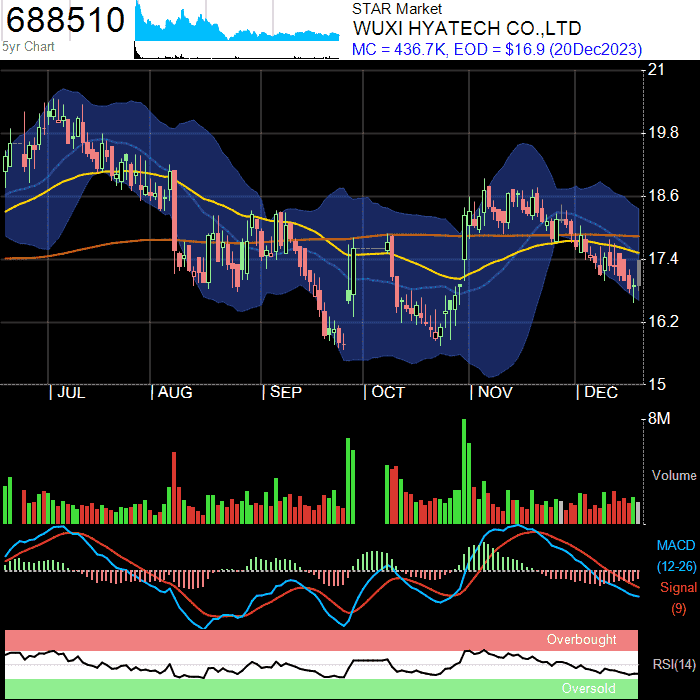 688510
5yr Chart
STAR Market
WUXI HYATECH CO.,LTD
MC = 436.7K, EOD = $16.9 (20Dec2023)
21
19.8
18.6
17.4
16.2
15
| JUL | AUG | SEP | OCT | NOV | DEC
8M
Volume
MACD
(12-26)
Signal
(9)
Overbought
RSI(14)
Oversold